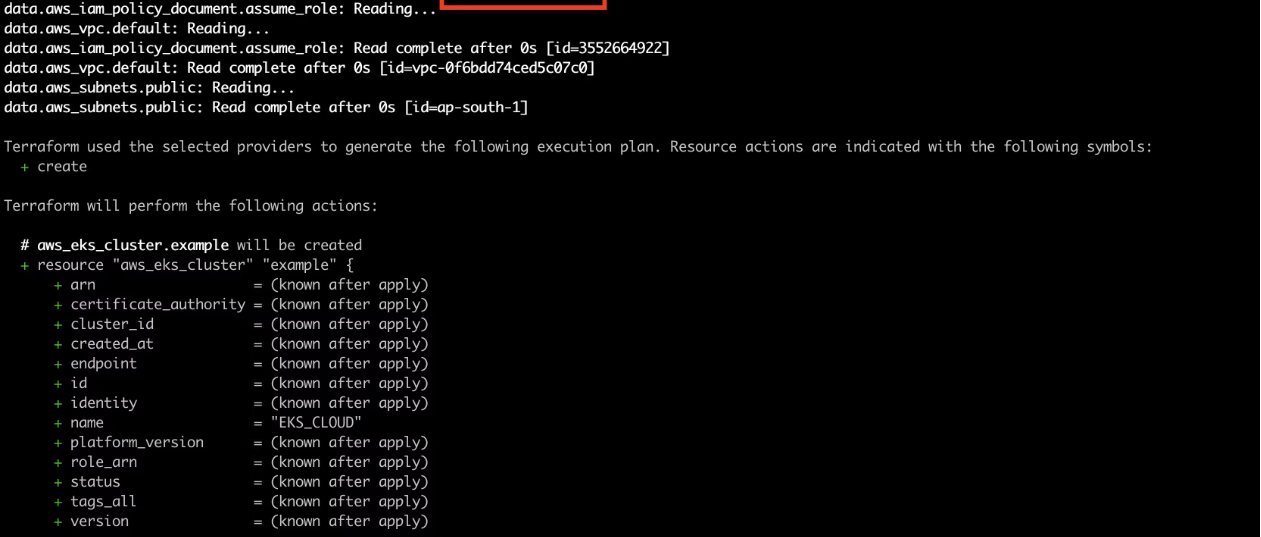 data.aws_iam_policy_document.assume_role: Reading...
data.aws_vpc.default: Reading...
data.aws_iam_policy_document.assume_role: Read complete after 0s [id=3552664922]
data.aws_vpc.default: Read complete after 0s [id=vpc-0f6bdd74ced5c07c0]
data.aws_subnets.public: Reading...
data.aws_subnets.public: Read complete after 0s [id=ap-south-1]
Terraform used the selected providers to generate the following execution plan. Resource actions are indicated with the following symbols:
+ create
Terraform will perform the following actions:
# aws_eks_cluster.example will be created
+ resource "aws_eks_cluster" "example" {
+ arn = (known after apply)
+ certificate_authority = (known after apply)
+ cluster_id = (known after apply)
+ created_at = (known after apply)
+ endpoint = (known after apply)
+ id = (known after apply)
+ identity = (known after apply)
+ name = "EKS_CLOUD"
+ platform_version = (known after apply)
+ role_arn = (known after apply)
+ status = (known after apply)
+ tags_all = (known after apply)
+ version = (known after apply)